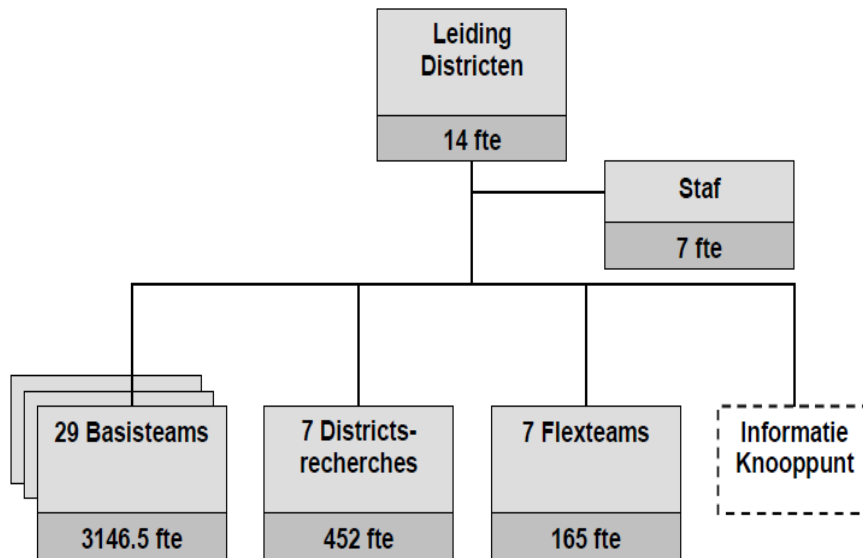 Leiding
Districten
14 fte
Staf
7 fte
29 Basisteams
3146.5 fte
7 Districts-
recherches
452 fte
7 Flexteams
165 fte
Informatie
Knooppunt